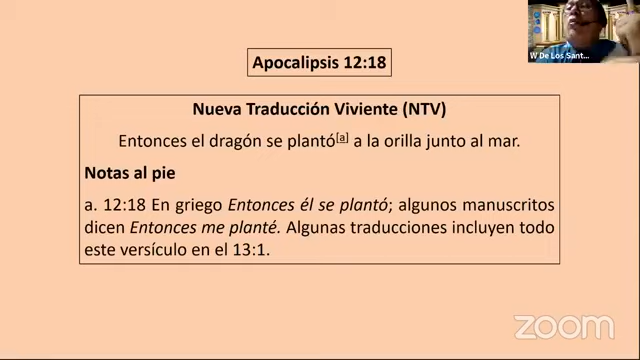 Apocalipsis 12:18
Nueva Traducción Viviente (NTV)
Entonces el dragón se plantó[a] a la orilla junto al mar.
Notas al pie
a. 12:18 En griego Entonces él se plantó; algunos manuscritos
dicen Entonces me planté. Algunas traducciones incluyen todo
este versículo en el 13:1.
W De Los Sant...
zoom